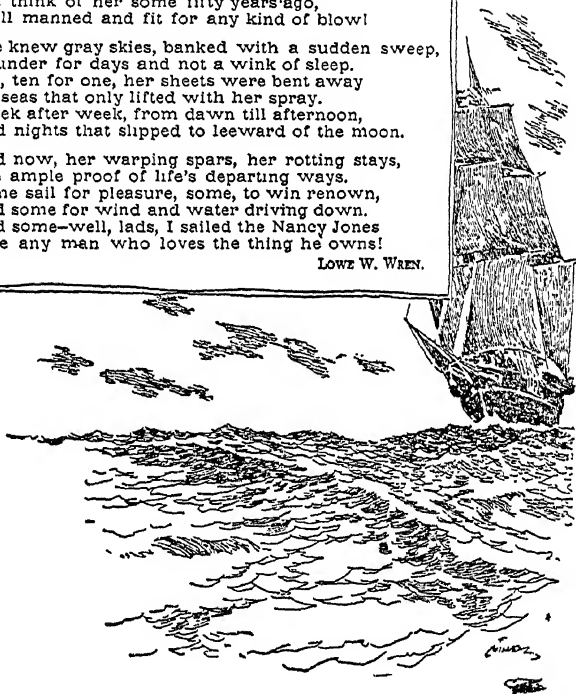 think of her some fifty years ago,
ll manned and fit for any kind of blow!
e knew gray skies, banked with a sudden sweep,
under for days and not a wink of sleep.
, ten for one, her sheets were bent away
seas that only lifted with her spray.
ek after week, from dawn till afternoon,
d nights that slipped to leeward of the moon.
d now, her warping spars, her rotting stays,
ample proof of life's departing ways.
me sail for pleasure, some, to win renown,
d some for wind and water driving down.
d some—well, lads, I sailed the Nancy Jones
e any man who loves the thing he owns!
LOWE W. WREN.